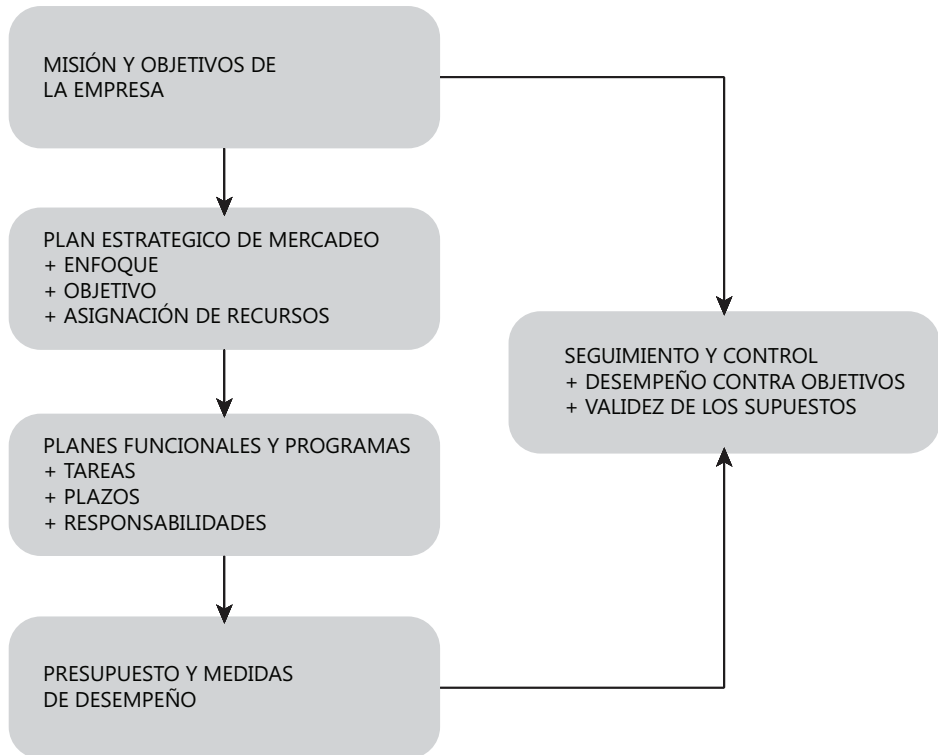 MISIÓN Y OBJETIVOS DE
LA EMPRESA
PLAN ESTRATEGICO DE MERCADEO
+ ENFOQUE
+ OBJETIVO
+ ASIGNACIÓN DE RECURSOS
SEGUIMIENTO Y CONTROL
+ DESEMPEÑO CONTRA OBJETIVOS
+ VALIDEZ DE LOS SUPUESTOS
PLANES FUNCIONALES Y PROGRAMAS
+ TAREAS
+ PLAZOS
+ RESPONSABILIDADES
PRESUPUESTO Y MEDIDAS
DE DESEMPEÑO